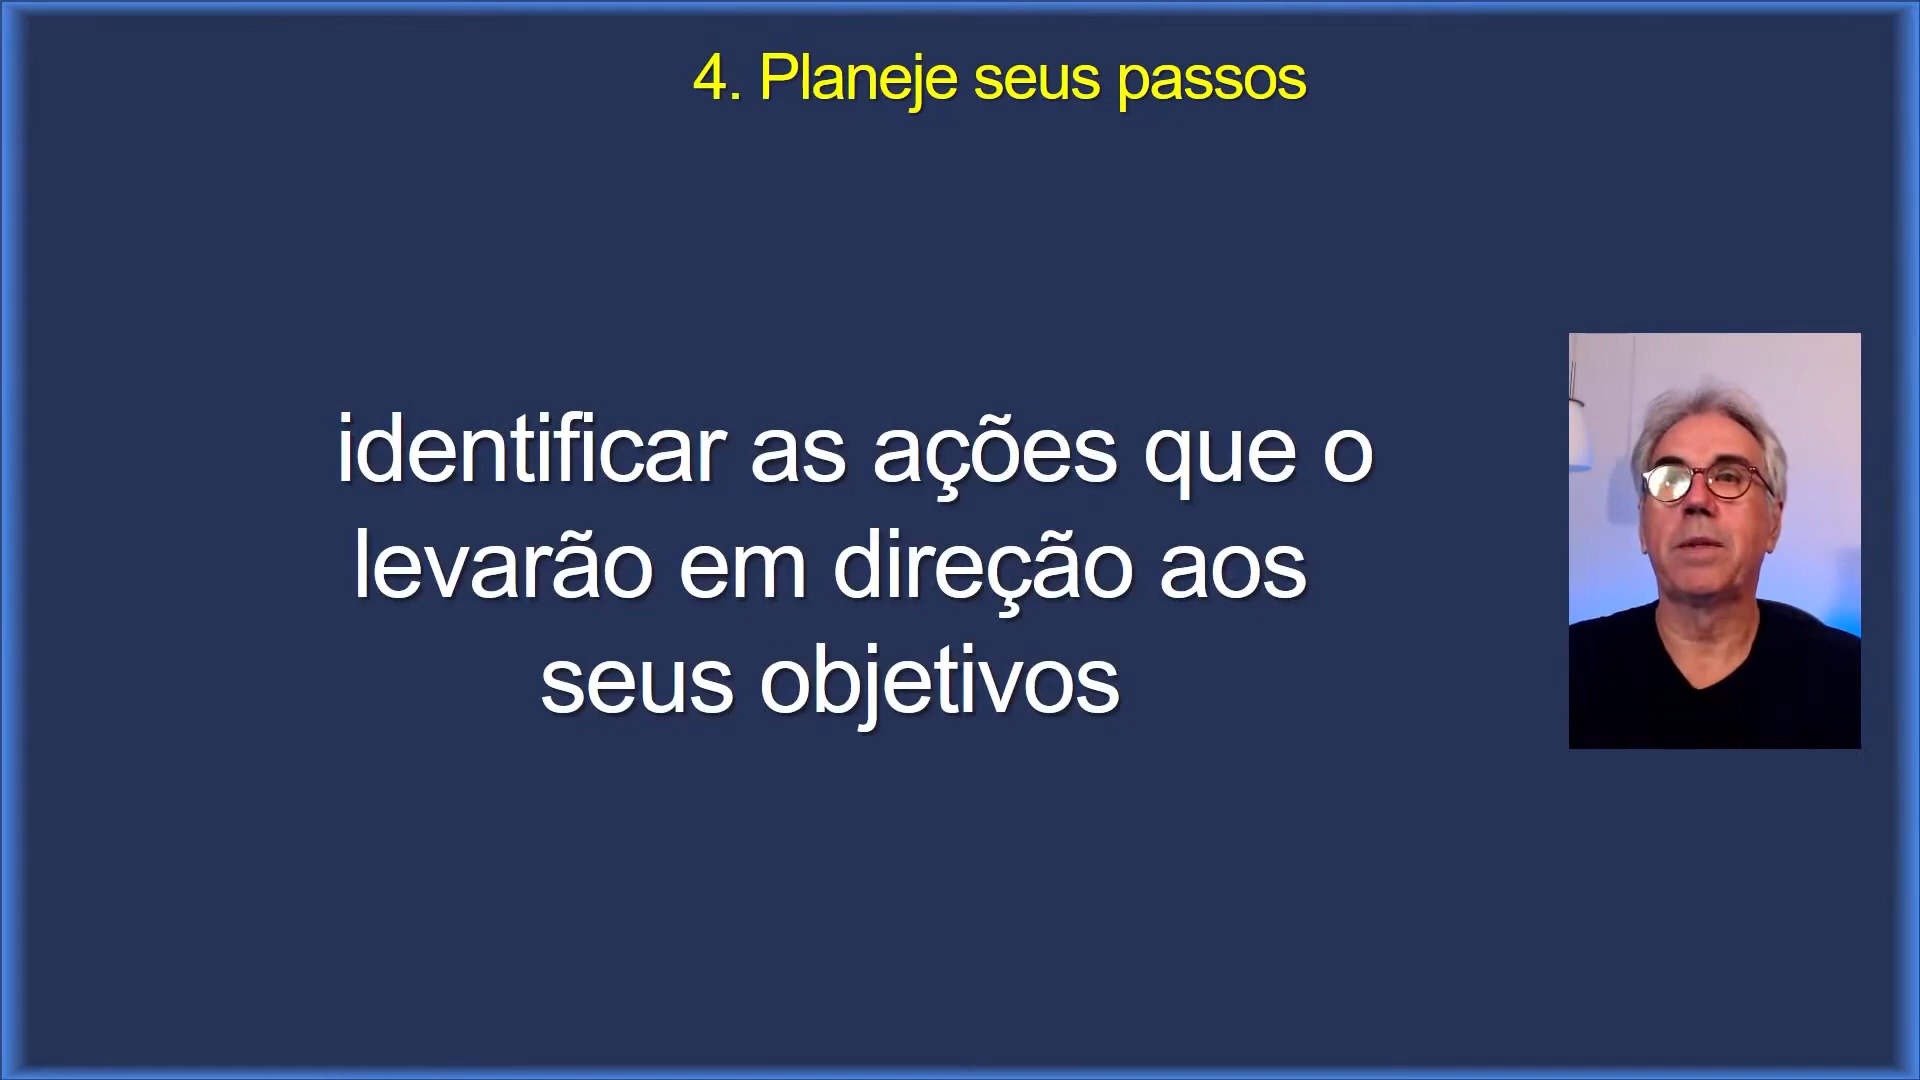 4. Planeje seus passos
identificar as ações que o
levarão em direção aos
seus objetivos